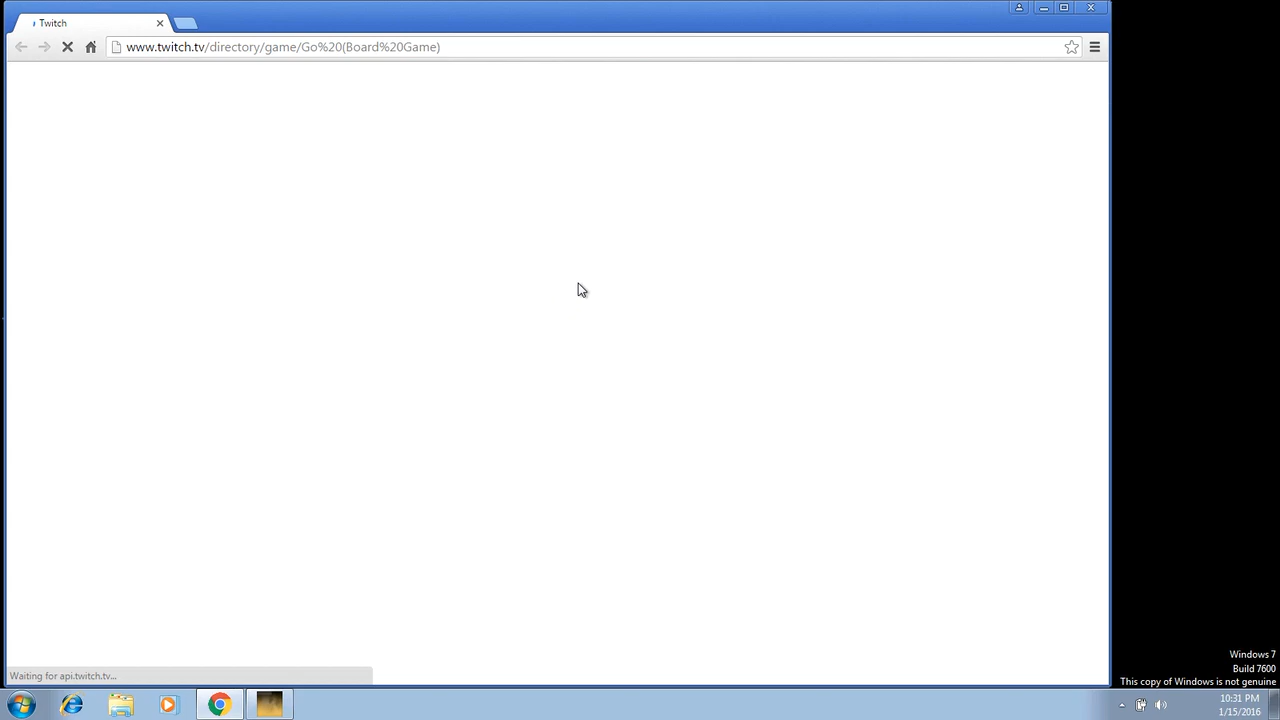 Twitch
www.twitch.tv/directory/game/Go%20(Board%20Game)
Waiting for api.twitch.tv...
Windows 7
Build 7600
This copy of Windows is not genuine
10:31 PM
1/15/2016